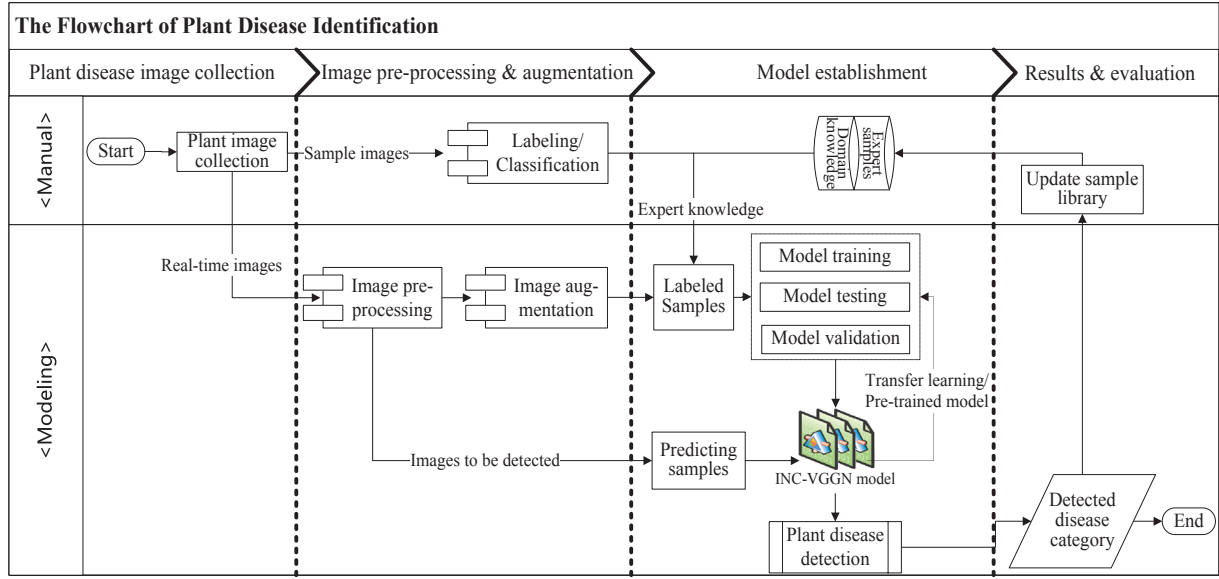 The Flowchart of Plant Disease Identification
Plant disease image collection
Image pre-processing & augmentation
Model establishment
Results & evaluation
<Manual>
Start
Plant image
collection
Sample images
Labeling/
Classification
Domain
knowledge
Expert
samples
Update sample
library
Expert knowledge
<Modeling>
Real-time images
Image pre-
processing
Image aug-
mentation
Labeled
Samples
Model training
Model testing
Model validation
Transfer learning/
Pre-trained model
Images to be detected
Predicting
samples
INC-VGGN model
Plant disease
detection
Detected
disease
category
End